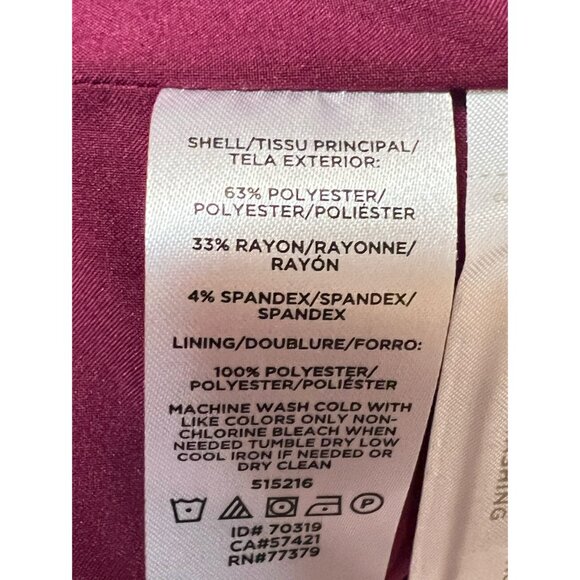 SHELL/TISSU PRINCIPAL/
TELA EXTERIOR:
63% POLYESTER/
POLYESTER/POLIÉSTER
33% RAYON/RAYONNE/
RAYÓN
4% SPANDEX/SPANDEX/
SPANDEX
LINING/DOUBLURE/FORRO:
100% POLYESTER/
POLYESTER/POLIÉSTER
MACHINE WASH COLD WITH
LIKE COLORS ONLY NON-
CHLORINE BLEACH WHEN
NEEDED TUMBLE DRY LOW
COOL IRON IF NEEDED OR
DRY CLEAN
515216
P
ID# 70319
CA#57421
RN#77379